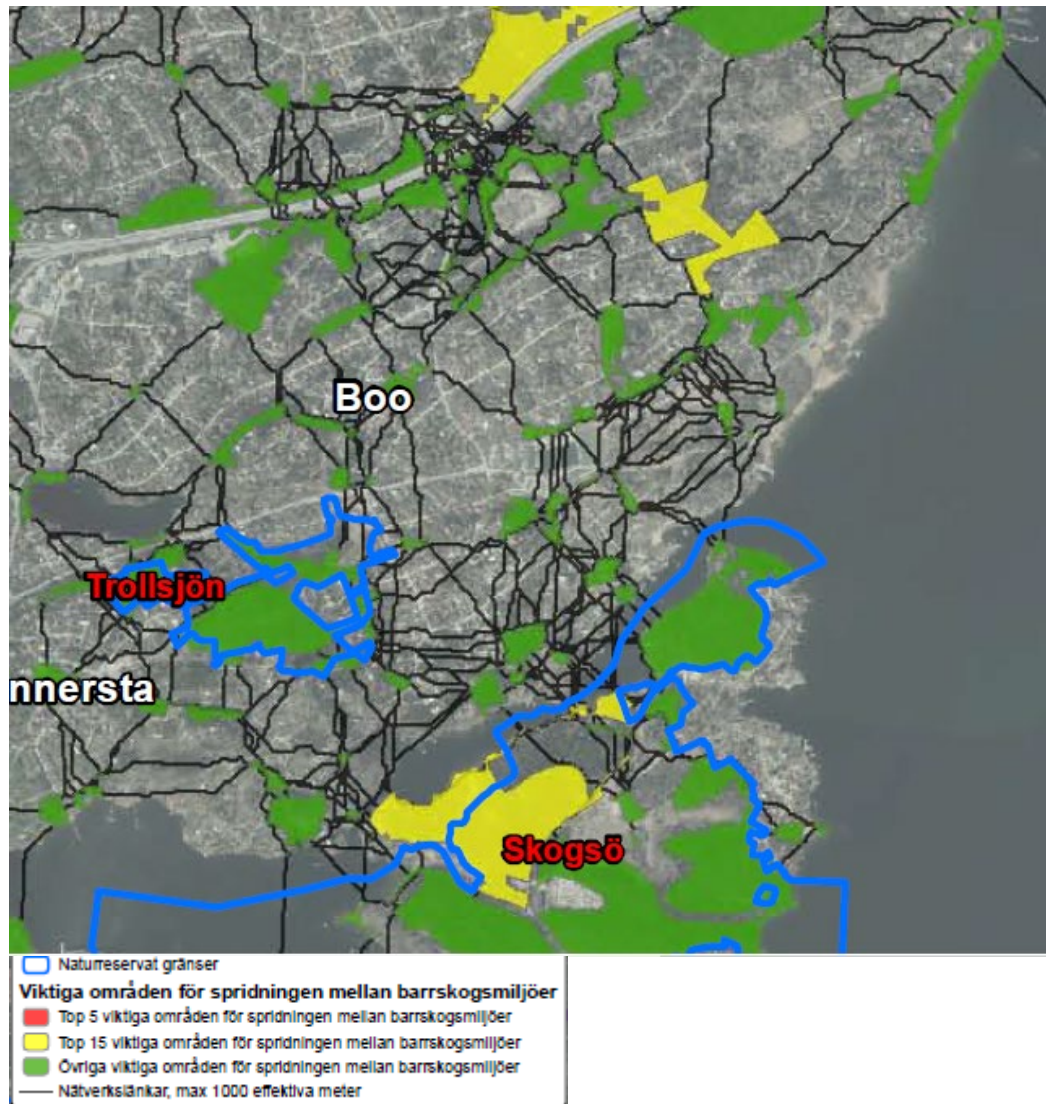 Boo
Trollsjön
nnersta
Skogsö
Naturreservat gränser
Viktiga områden för spridningen mellan barrskogsmiljöer
Top 5 viktiga områden för spridningen mellan barrskogsmiljöer
Top 15 viktiga områden för spridningen mellan barrskogsmiljöer
Övriga viktiga områden för spridningen mellan barrskogsmiljöer
Nätverkslänkar, max 1000 effektiva meter